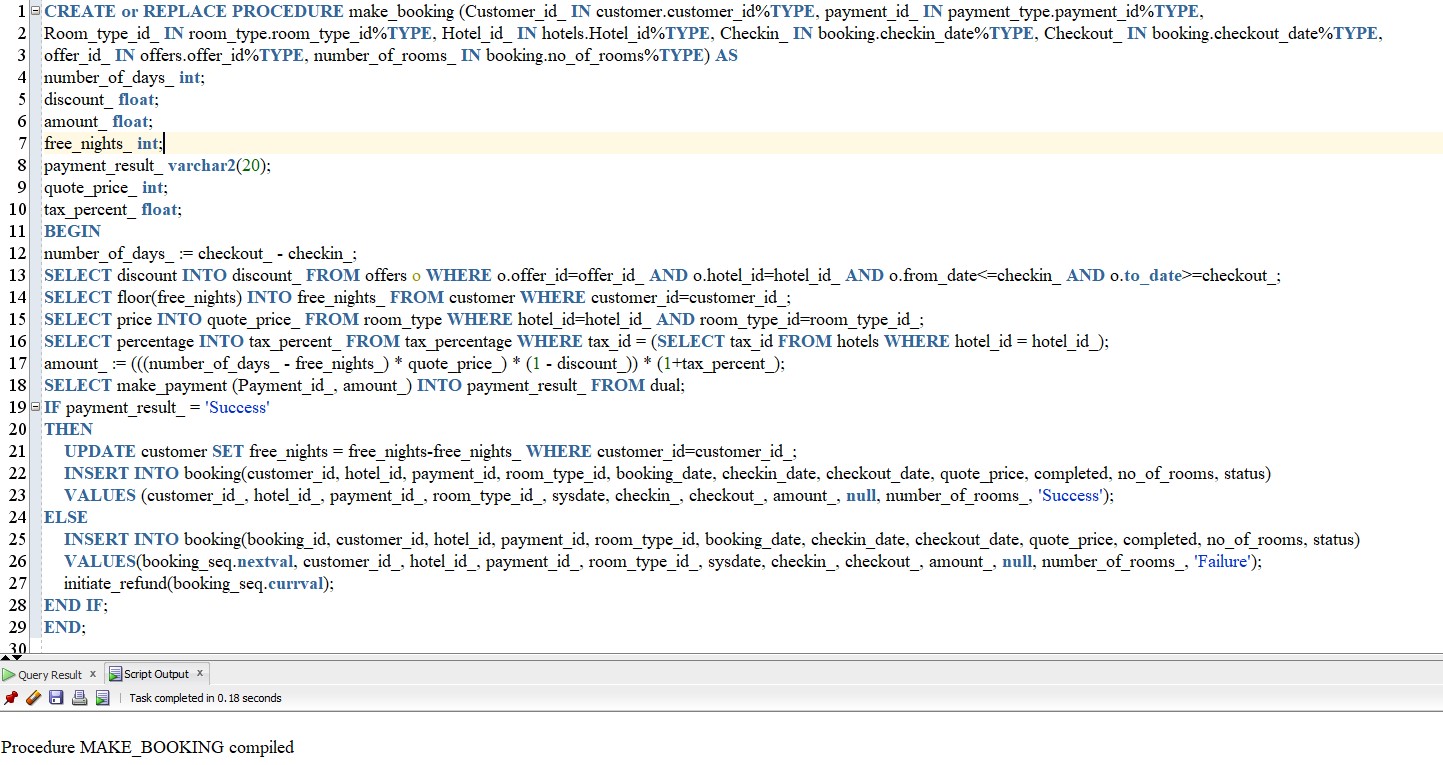 1 CREATE or REPLACE PROCEDURE make_booking (Customer_id_ IN customer.customer_id%TYPE, payment_id_ IN payment_type.payment_id%TYPE,
2 Room_type_id_ IN room_type.room_type_id%TYPE, Hotel_id_ IN hotels.Hotel_id%TYPE, Checkin_ IN booking.checkin_date%TYPE, Checkout_ IN booking.checkout_date%TYPE,
3 offer_id_ IN offers.offer_id%TYPE, number_of_rooms_ IN booking.no_of_rooms%TYPE) AS
4 number_of_days_ int;
5 discount_ float;
6 amount_ float;
7 free_nights_ int;
8 payment_result_ varchar2(20);
9 quote_price_ int;
10 tax_percent_ float;
11 BEGIN
12 number_of_days_ := checkout_ - checkin_;
13 SELECT discount INTO discount_ FROM offers o WHERE o.offer_id=offer_id_ AND o.hotel_id=hotel_id_ AND o.from_date<=checkin_ AND o.to_date>=checkout_;
14 SELECT floor(free_nights) INTO free_nights_ FROM customer WHERE customer_id=customer_id_;
15 SELECT price INTO quote_price_ FROM room_type WHERE hotel_id=hotel_id_ AND room_type_id=room_type_id_;
16 SELECT percentage INTO tax_percent_ FROM tax_percentage WHERE tax_id = (SELECT tax_id FROM hotels WHERE hotel_id = hotel_id_);
17 amount_ := (((number_of_days_ - free_nights_) * quote_price_) * (1 - discount_)) * (1+tax_percent_);
18 SELECT make_payment (Payment_id_, amount_) INTO payment_result_ FROM dual;
19 IF payment_result_ = 'Success'
20 THEN
21 UPDATE customer SET free_nights = free_nights-free_nights_ WHERE customer_id=customer_id_;
22 INSERT INTO booking(customer_id, hotel_id, payment_id, room_type_id, booking_date, checkin_date, checkout_date, quote_price, completed, no_of_rooms, status)
23 VALUES (customer_id_, hotel_id_, payment_id_, room_type_id_, sysdate, checkin_, checkout_, amount_, null, number_of_rooms_, 'Success');
24 ELSE
25 INSERT INTO booking(booking_id, customer_id, hotel_id, payment_id, room_type_id, booking_date, checkin_date, checkout_date, quote_price, completed, no_of_rooms, status)
26 VALUES(booking_seq.nextval, customer_id_, hotel_id_, payment_id_, room_type_id_, sysdate, checkin_, checkout_, amount_, null, number_of_rooms_, 'Failure');
27 initiate_refund(booking_seq.currval);
28 END IF;
29 END;
30
Query Result x Script Output x
Task completed in 0.18 seconds
Procedure MAKE_BOOKING compiled